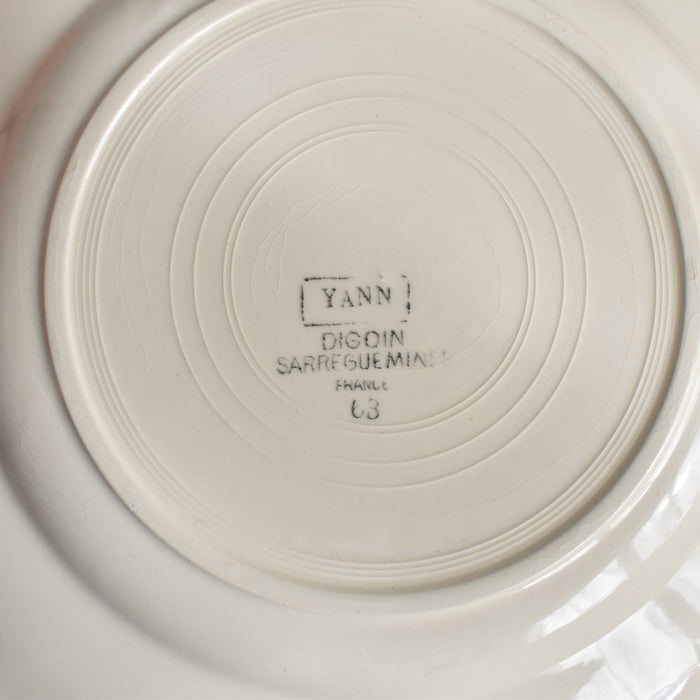 YANN
DIGOIN
SARREGUEMINES
FRANCE
63